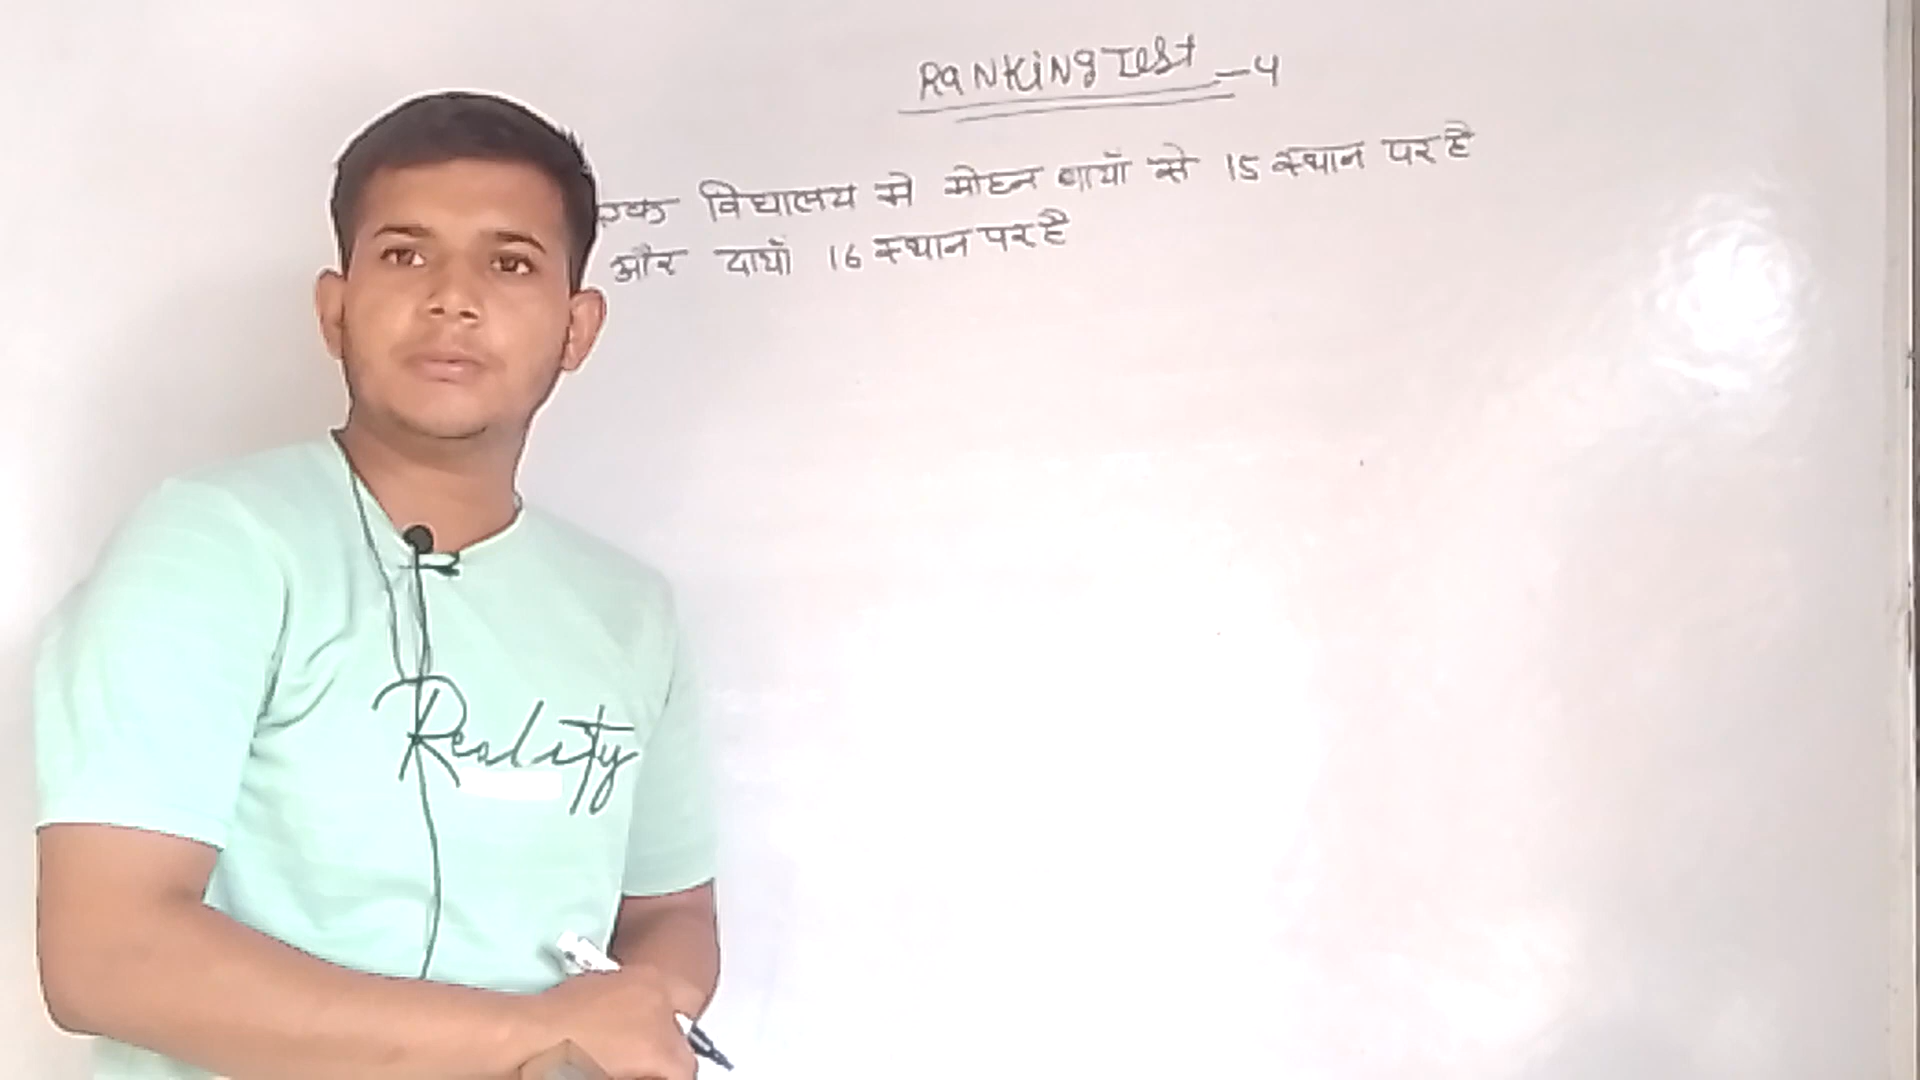 Ranking Test - 4
एक विद्यालय मे मोहन बायाँ से 15 स्थान पर है
और दायाँ 16 स्थान पर है
Reality